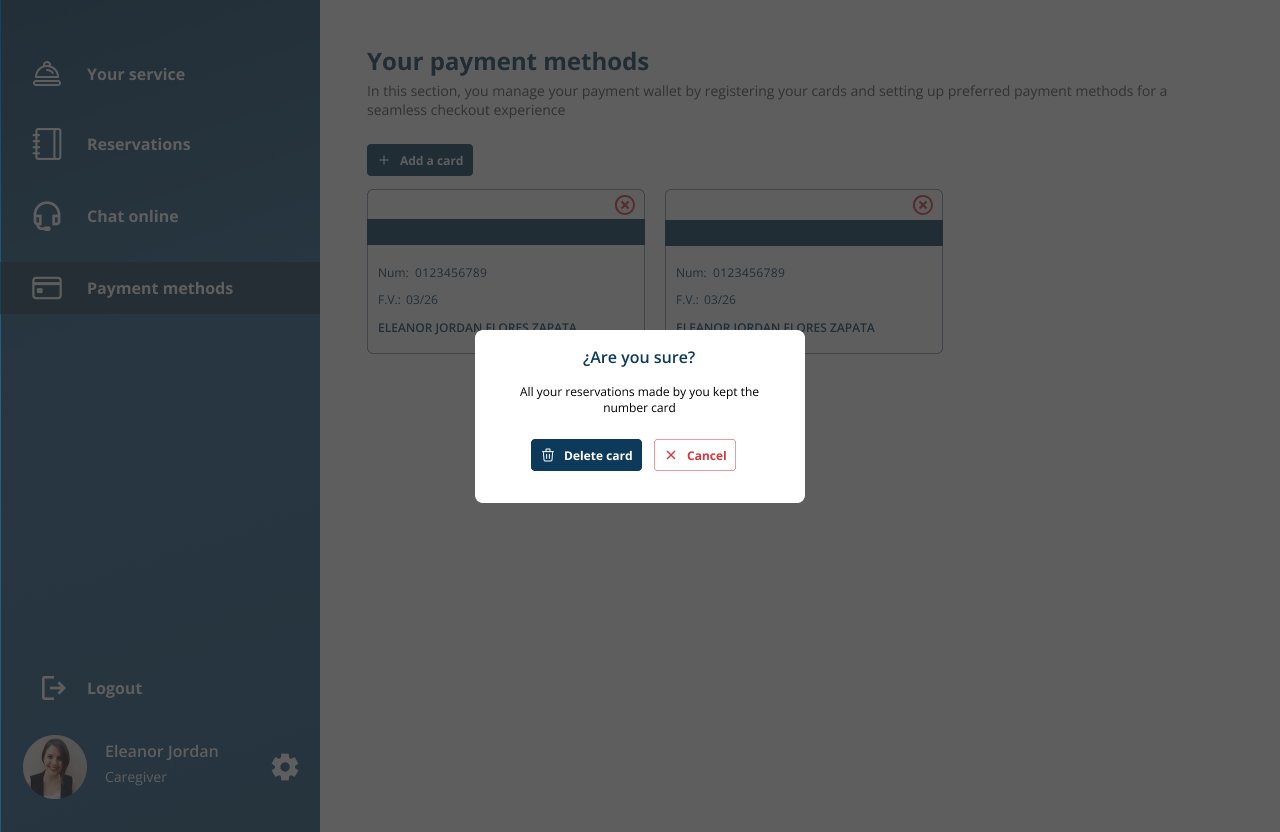 Your service
Reservations
Chat online
Payment methods
Logout
Eleanor Jordan
Caregiver
Your payment methods
In this section, you manage your payment wallet by registering your cards and setting up preferred payment methods for a
seamless checkout experience
Add a card
Num: 0123456789
F.V.: 03/26
ELEANOR JORDAN FLORES ZAPATA
Num: 0123456789
F.V.: 03/26
ELEANOR JORDAN FLORES ZAPATA
¿Are you sure?
All your reservations made by you kept the
number card
Delete card
Cancel